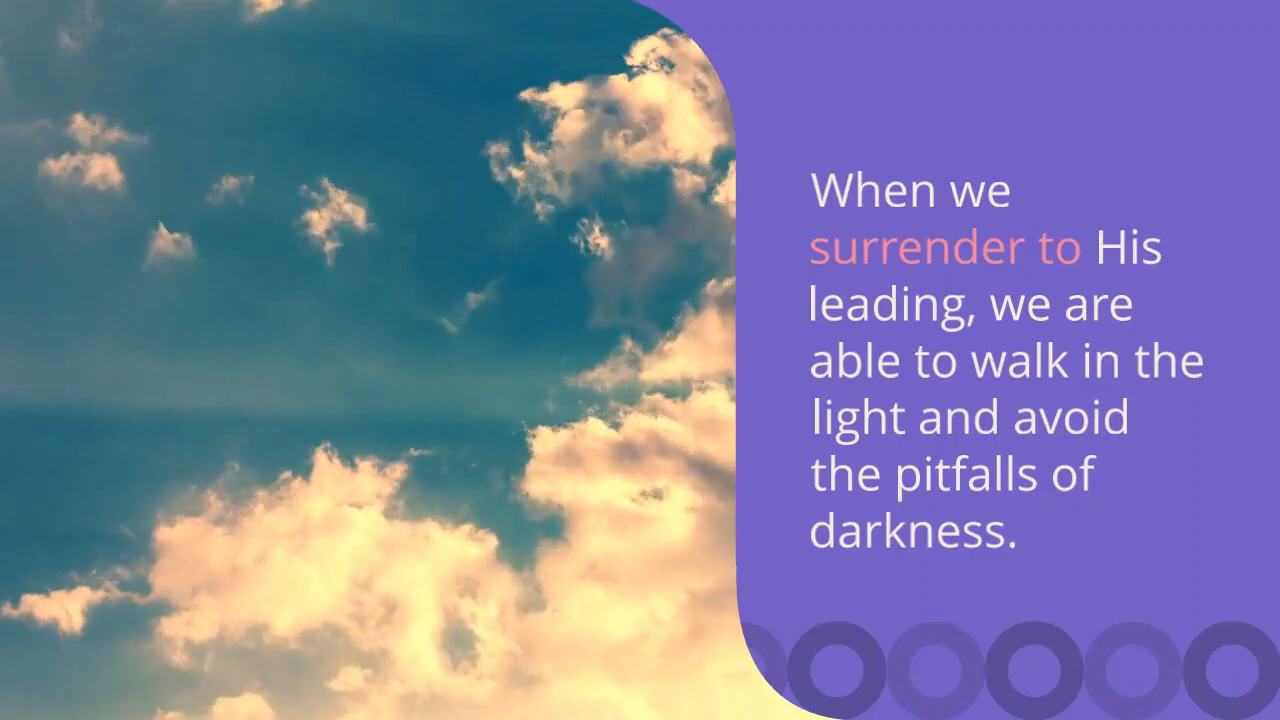 When we
surrender to His
leading, we are
able to walk in the
light and avoid
the pitfalls of
darkness.